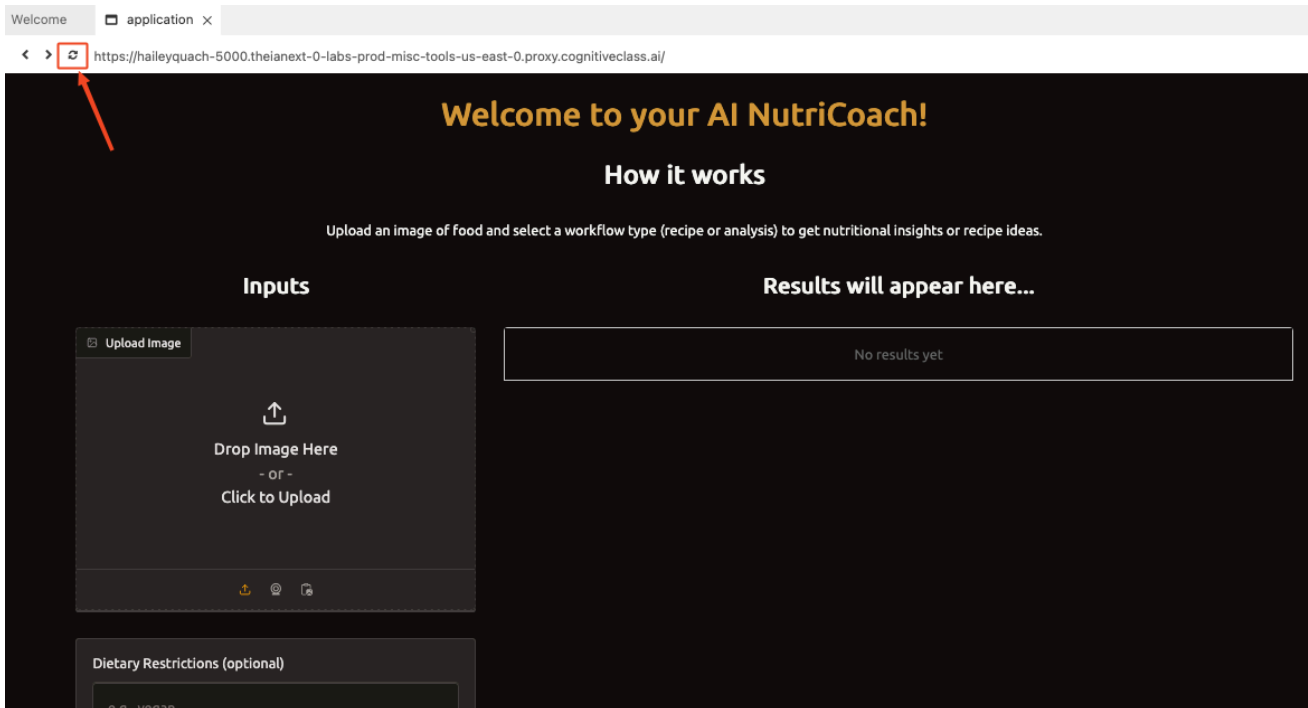 Welcome
application
https://haileyquach-5000.theianext-0-labs-prod-misc-tools-us-east-0.proxy.cognitiveclass.ai/
Welcome to your AI NutriCoach!
How it works
Upload an image of food and select a workflow type (recipe or analysis) to get nutritional insights or recipe ideas.
Inputs
Results will appear here...
Upload Image
No results yet
Drop Image Here
- or -
Click to Upload
Dietary Restrictions (optional)
e.g., vegan